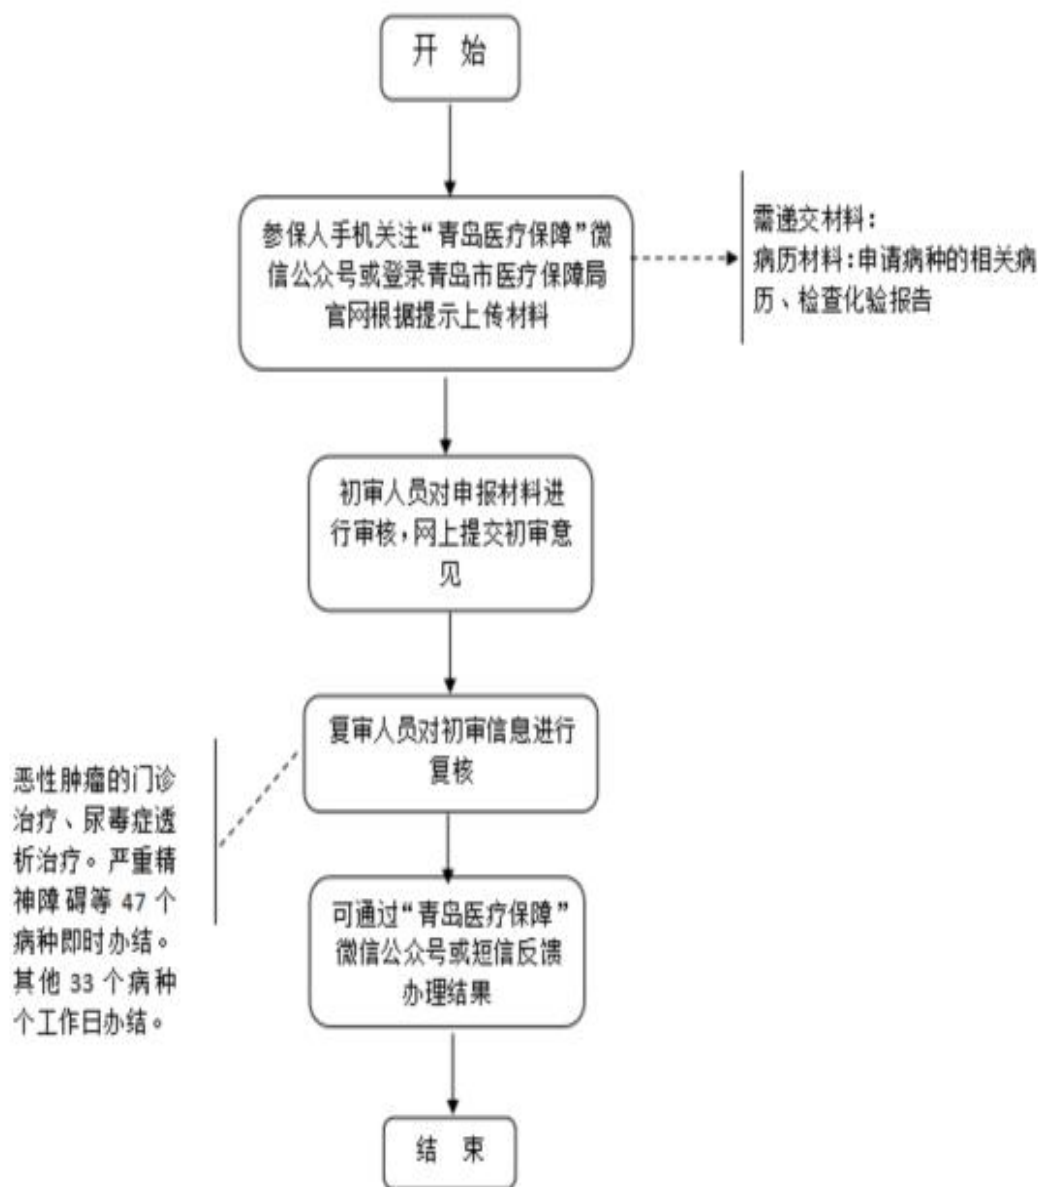 开 始
参保人手机关注“青岛医疗保障”微
信公众号或登录青岛市医疗保障局
官网根据提示上传材料
需递交材料：
病历材料：申请病种的相关病
历、检查化验报告
初审人员对申报材料进
行审核，网上提交初审意
见
复审人员对初审信息进行
复核
恶性肿瘤的门诊
治疗、尿毒症透
析治疗。严重精
神障碍等 47 个
病种即时办结。
其他 33 个病种
个工作日办结。
可通过“青岛医疗保障”
微信公众号或短信反馈
办理结果
结 束